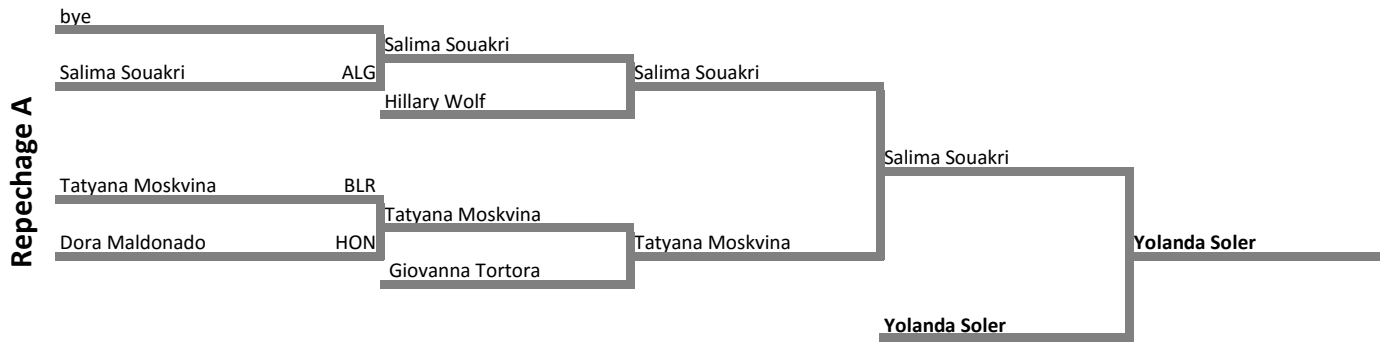 Repechage A
bye
Salima Souakri
Salima Souakri ALG
Salima Souakri
Hillary Wolf
Salima Souakri
Tatyana Moskvina BLR
Tatyana Moskvina
Dora Maldonado HON
Tatyana Moskvina
Yolanda Soler
Giovanna Tortora
Yolanda Soler